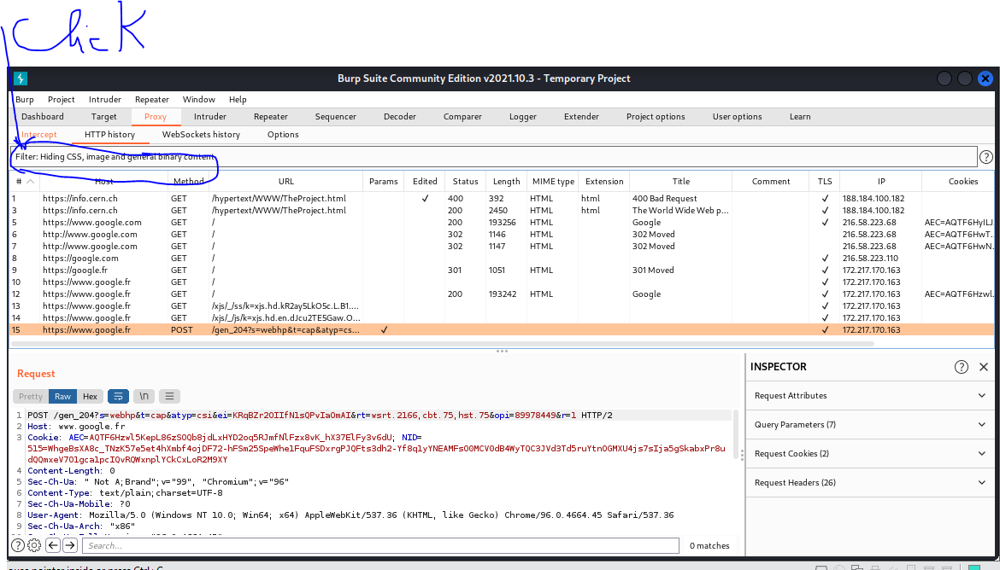 Click
Burp Suite Community Edition v2021.10.3 - Temporary Project
Burp Project Intruder Repeater Window Help
Dashboard Target Proxy Intruder Repeater Sequencer Decoder Comparer Logger Extender Project options User options Learn
Intercept HTTP history WebSockets history Options
Filter: Hiding CSS, image and general binary content
# Host Method URL Params Edited Status Length MIME type Extension Title Comment TLS IP Cookies
1 https://info.cern.ch GET /hypertext/WWW/TheProject.html ✓ 400 392 HTML html 400 Bad Request ✓ 188.184.100.182
3 https://info.cern.ch GET /hypertext/WWW/TheProject.html 200 2450 HTML html The World Wide Web p... ✓ 188.184.100.182
5 https://www.google.com GET / 200 193256 HTML Google ✓ 216.58.223.68 AEC=AQTF6HyILJ
6 http://www.google.com GET / 302 1146 HTML 302 Moved 216.58.223.68 AEC=AQTF6HwT...
7 http://www.google.com GET / 302 1147 HTML 302 Moved 216.58.223.68 AEC=AQTF6HwN...
8 https://google.com GET / ✓ 216.58.223.110
9 https://google.fr GET / 301 1051 HTML 301 Moved ✓ 172.217.170.163
10 https://www.google.fr GET / ✓ 172.217.170.163
12 https://www.google.fr GET / 200 193242 HTML Google ✓ 172.217.170.163 AEC=AQTF6Hzwl...
13 https://www.google.fr GET /xjs/_/ss/k=xjs.hd.kR2ay5LkO5c.L.B1.... ✓ 172.217.170.163
14 https://www.google.fr GET /xjs/_/js/k=xjs.hd.en.dJcu2TE5Gaw.O... ✓ 172.217.170.163
15 https://www.google.fr POST /gen_204?s=webhp&t=cap&atyp=cs... ✓ ✓ 172.217.170.163
Request
INSPECTOR ?
Pretty Raw Hex \n
Request Attributes
Query Parameters (7)
Request Cookies (2)
Request Headers (26)
1 POST /gen_204?s=webhp&t=cap&atyp=csi&ei=KRqBZr2OIIfN1sQPvIaOmAI&rt=wsrt.2166,cbt.75,hst.75&opi=89978449&r=1 HTTP/2
2 Host: www.google.fr
3 Cookie: AEC=AQTF6Hzwl5KepL86zSOQb8jdLxHYD2oq5RJmfNlFzx8vK_hX37ElFy3v6dU; NID=
515=WhgeBsXA8c_TNzK57e5et4hXmbf4ojDF72-hFSm25SpeWhe1FquFSDxrgPJQFts3dh2-Yf8q1yYNEAMFsO0MCV0dB4WyTQC3JVd3Td5ruYtnOGMXU4js7sIja5gSkabxPr8u
dQQmxeV7O1gca1pcIQvRQWxnplYCkCxLoR2M9XY
4 Content-Length: 0
5 Sec-Ch-Ua: " Not A;Brand";v="99", "Chromium";v="96"
6 Content-Type: text/plain;charset=UTF-8
7 Sec-Ch-Ua-Mobile: ?0
8 User-Agent: Mozilla/5.0 (Windows NT 10.0; Win64; x64) AppleWebKit/537.36 (KHTML, like Gecko) Chrome/96.0.4664.45 Safari/537.36
9 Sec-Ch-Ua-Arch: "x86"
? Search... 0 matches